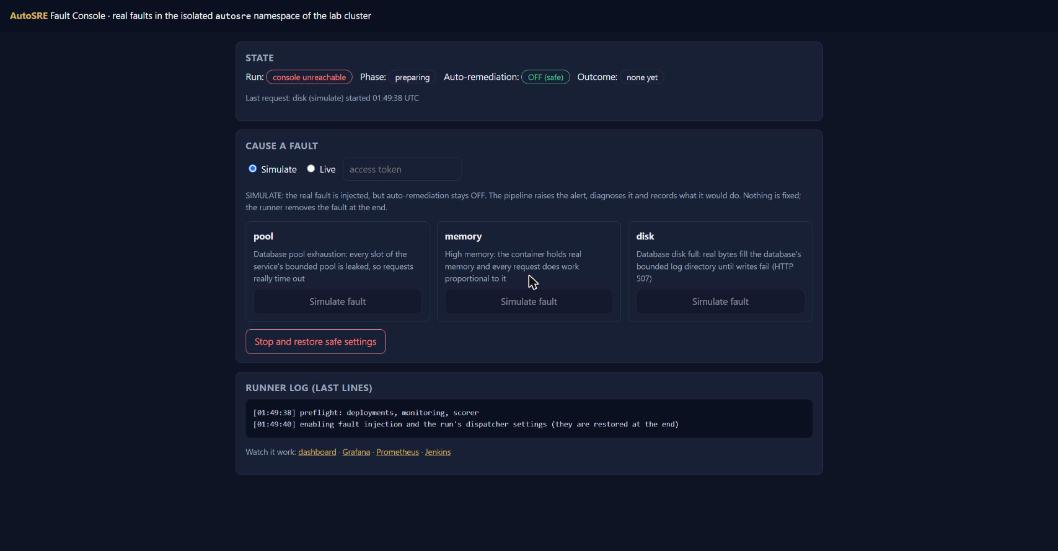 AutoSRE Fault Console · real faults in the isolated autosre namespace of the lab cluster
STATE
Run: console unreachable Phase: preparing Auto-remediation: OFF (safe) Outcome: none yet
Last request: disk (simulate) started 01:49:38 UTC
CAUSE A FAULT
Simulate Live access token
SIMULATE: the real fault is injected, but auto-remediation stays OFF. The pipeline raises the alert, diagnoses it and records what it would do. Nothing is fixed;
the runner removes the fault at the end.
pool
Database pool exhaustion: every slot of the
service's bounded pool is leaked, so requests
really time out
Simulate fault
memory
High memory: the container holds real
memory and every request does work
proportional to it
Simulate fault
disk
Database disk full: real bytes fill the database's
bounded log directory until writes fail (HTTP
507)
Simulate fault
Stop and restore safe settings
RUNNER LOG (LAST LINES)
[01:49:38] preflight: deployments, monitoring, scorer
[01:49:40] enabling fault injection and the run's dispatcher settings (they are restored at the end)
Watch it work: dashboard · Grafana · Prometheus · Jenkins